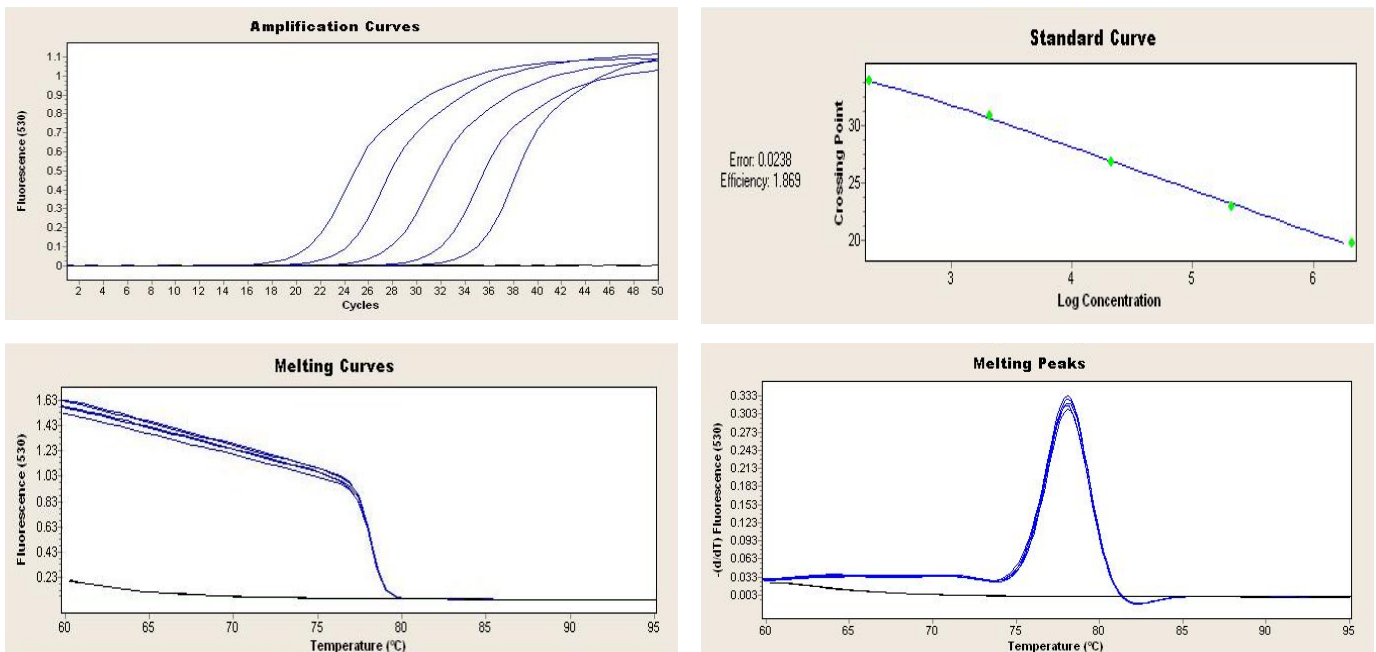 Amplification Curves
Fluorescence (530)
1.1
1
0.9
0.8
0.7
0.6
0.5
0.4
0.3
0.2
0.1
0
2 4 6 8 10 12 14 16 18 20 22 24 26 28 30 32 34 36 38 40 42 44 46 48 50
Cycles
Standard Curve
Error: 0.0238
Efficiency: 1.869
Crossing Point
30
25
20
3 4 5 6
Log Concentration
Melting Curves
Fluorescence (530)
1.63
1.43
1.23
1.03
0.83
0.63
0.43
0.23
60 65 70 75 80 85 90 95
Temperature (ºC)
Melting Peaks
-(d/dT) Fluorescence (530)
0.333
0.303
0.273
0.243
0.213
0.183
0.153
0.123
0.093
0.063
0.033
0.003
60 65 70 75 80 85 90 95
Temperature (ºC)